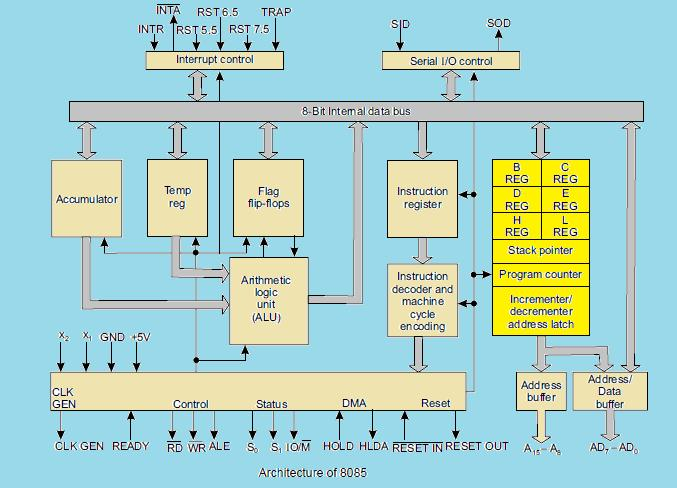 INTA RST 6.5 TRAP
INTR RST 5.5 RST 7.5
SID SOD
Interrupt control
Serial I/O control
8-Bit Internal data bus
Accumulator
Temp
reg
Flag
flip-flops
Instruction
register
B
REG
C
REG
D
REG
E
REG
H
REG
L
REG
Stack pointer
Program counter
Incrementer/
decrementer
address latch
Arithmetic
logic
unit
(ALU)
Instruction
decoder and
machine
cycle
encoding
X2 X1 GND +5V
CLK
GEN
Control Status DMA Reset
Address
buffer
Address/
Data
buffer
CLK GEN READY RD WR ALE S0 S1 IO/M HOLD HLDA RESET IN RESET OUT A15 – A8 AD7 – AD0
Architecture of 8085